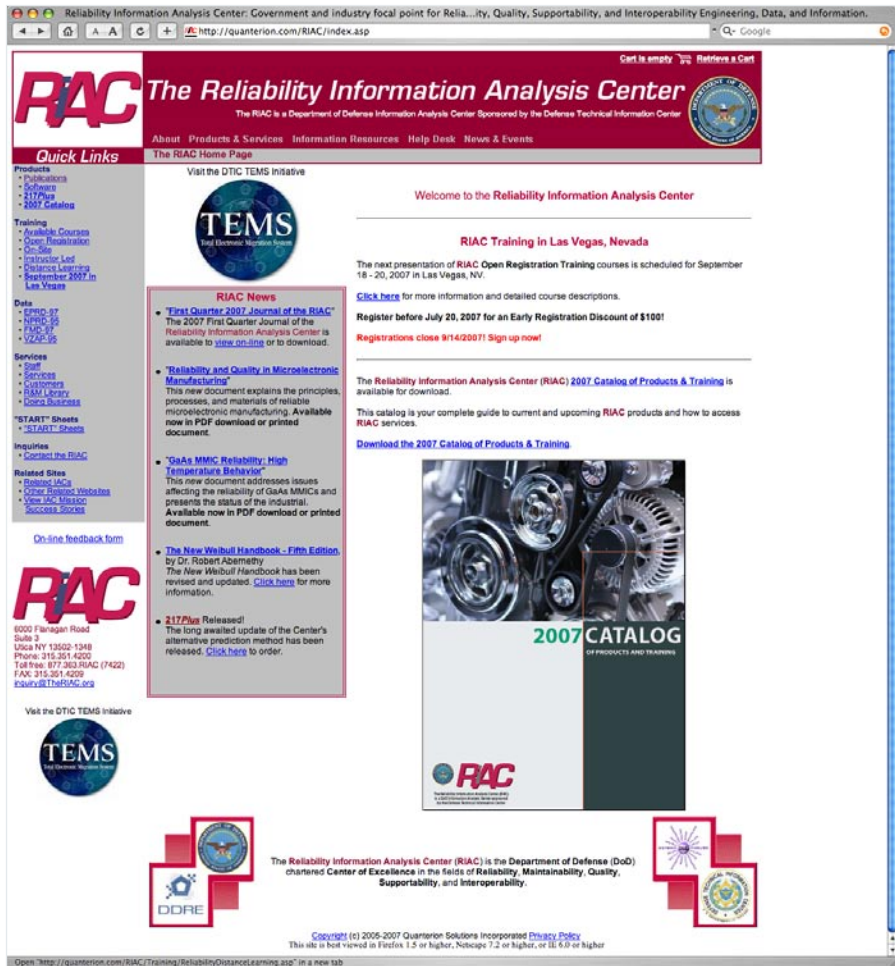 Reliability Information Analysis Center: Government and industry focal point for Relia...ity, Quality, Supportability, and Interoperability Engineering, Data, and Information.
A A
http://quanterion.com/RIAC/index.asp
Google
Cart is empty Retrieve a Cart
RiAC
The Reliability Information Analysis Center
The RIAC is a Department of Defense Information Analysis Center Sponsored by the Defense Technical Information Center
About Products & Services Information Resources Help Desk News & Events
Quick Links
The RIAC Home Page
Products
• Publications
• Software
• 217Plus
• 2007 Catalog
Training
• Available Courses
• Open Registration
• On-Site
• Instructor Led
• Distance Learning
• September 2007 in
Las Vegas
Data
• EPRD-97
• NPRD-95
• FMD-97
• VZAP-95
Services
• Staff
• Services
• Customers
• R&M Library
• Doing Business
"START" Sheets
• "START" Sheets
Inquiries
• Contact the RIAC
Related Sites
• Related IACs
• Other Related Websites
• View IAC Mission
Success Stories
On-line feedback form
RiAC
6000 Flanagan Road
Suite 3
Utica NY 13502-1348
Phone: 315.351.4200
Toll free: 877.363.RIAC (7422)
FAX: 315.351.4209
inquiry@TheRIAC.org
Visit the DTIC TEMS Initiative
TEMS
Total Electronic Migration System
Visit the DTIC TEMS Initiative
TEMS
Total Electronic Migration System
RIAC News
• "First Quarter 2007 Journal of the RIAC"
The 2007 First Quarter Journal of the
Reliability Information Analysis Center is
available to view on-line or to download.
• "Reliability and Quality in Microelectronic
Manufacturing"
This new document explains the principles,
processes, and materials of reliable
microelectronic manufacturing. Available
now in PDF download or printed
document.
• "GaAs MMIC Reliability: High
Temperature Behavior"
This new document addresses issues
affecting the reliability of GaAs MMICs and
presents the status of the industrial.
Available now in PDF download or printed
document.
• The New Weibull Handbook - Fifth Edition,
by Dr. Robert Abernethy
The New Weibull Handbook has been
revised and updated. Click here for more
information.
• 217Plus Released!
The long awaited update of the Center's
alternative prediction method has been
released. Click here to order.
Welcome to the Reliability Information Analysis Center
RIAC Training in Las Vegas, Nevada
The next presentation of RIAC Open Registration Training courses is scheduled for September
18 - 20, 2007 in Las Vegas, NV.
Click here for more information and detailed course descriptions.
Register before July 20, 2007 for an Early Registration Discount of $100!
Registrations close 9/14/2007! Sign up now!
The Reliability Information Analysis Center (RIAC) 2007 Catalog of Products & Training is
available for download.
This catalog is your complete guide to current and upcoming RIAC products and how to access
RIAC services.
Download the 2007 Catalog of Products & Training.
2007 CATALOG
OF PRODUCTS AND TRAINING
RiAC
DDRE
The Reliability Information Analysis Center (RIAC) is the Department of Defense (DoD)
chartered Center of Excellence in the fields of Reliability, Maintainability, Quality,
Supportability, and Interoperability.
Copyright (c) 2005-2007 Quanterion Solutions Incorporated Privacy Policy
This site is best viewed in Firefox 1.5 or higher, Netscape 7.2 or higher, or IE 6.0 or higher
Open "http://quanterion.com/RIAC/Training/ReliabilityDistanceLearning.asp" in a new tab